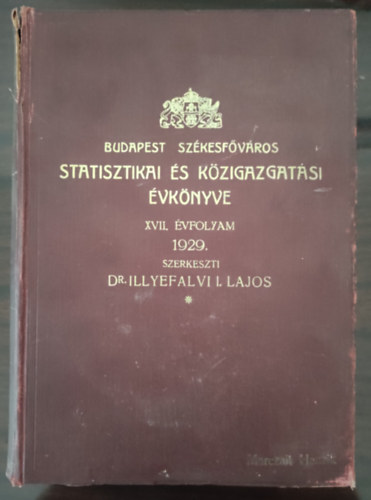 BUDAPEST SZÉKESFŐVÁROS
STATISZTIKAI ÉS KÖZIGAZGATÁSI
ÉVKÖNYVE
XVII. ÉVFOLYAM
1929.
SZERKESZTI
DR. ILLYEFALVI I. LAJOS